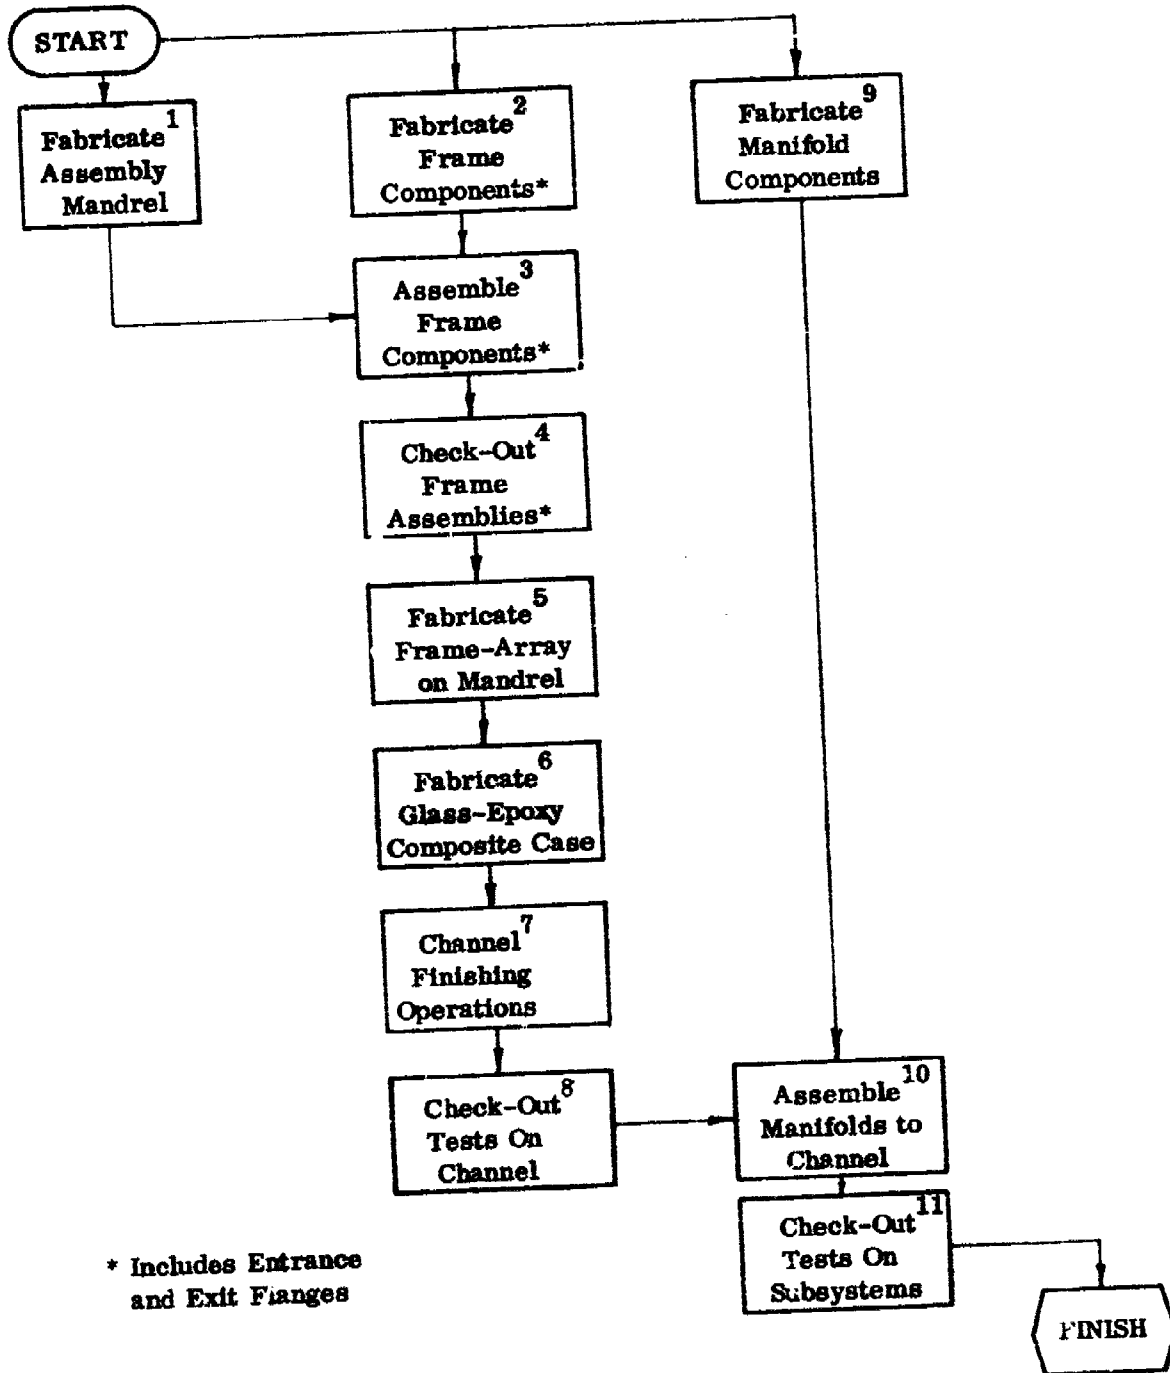 START
1
Fabricate
Assembly
Mandrel
2
Fabricate
Frame
Components*
9
Fabricate
Manifold
Components
3
Assemble
Frame
Components*
4
Check-Out
Frame
Assemblies*
5
Fabricate
Frame-Array
on Mandrel
6
Fabricate
Glass-Epoxy
Composite Case
7
Channel
Finishing
Operations
8
Check-Out
Tests On
Channel
10
Assemble
Manifolds to
Channel
11
Check-Out
Tests On
Subsystems
* Includes Entrance
and Exit Flanges
FINISH